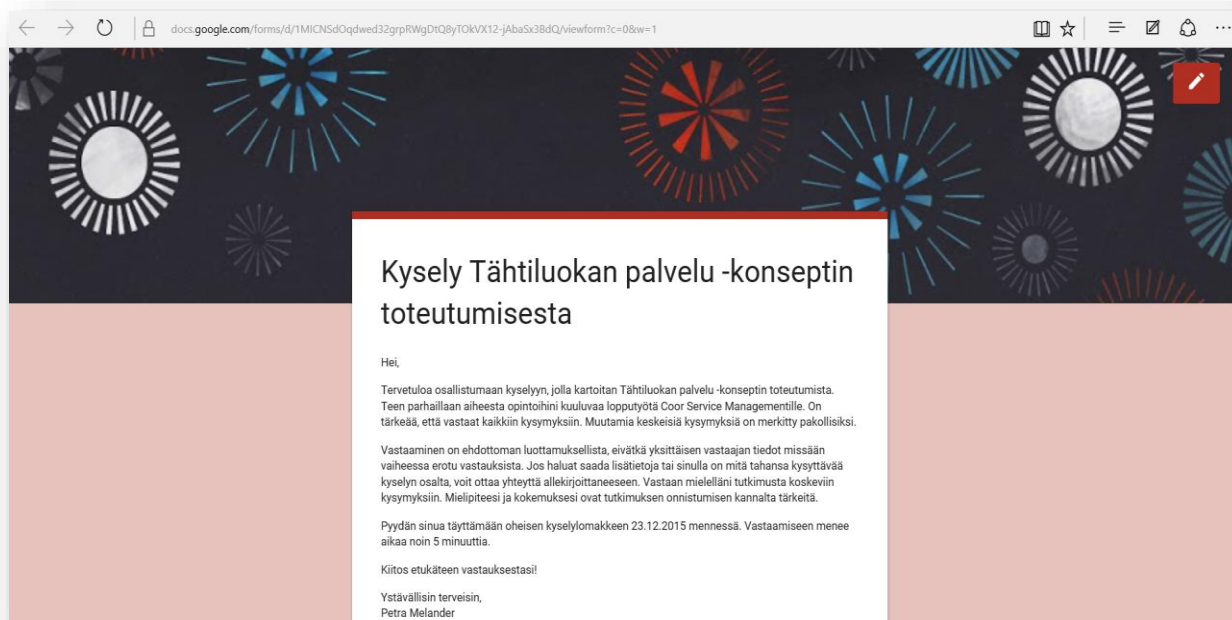 docs.google.com/forms/d/1MlCNSdOqdwed32grpRWgDtQ8yTOkVX12-jAbaSx3BdQ/viewform?c=0&w=1
Kysely Tähtiluokan palvelu -konseptin
toteutumisesta
Hei,
Tervetuloa osallistumaan kyselyyn, jolla kartoitan Tähtiluokan palvelu -konseptin toteutumista.
Teen parhaillaan aiheesta opintoihini kuuluvaa lopputyötä Coor Service Managementille. On
tärkeää, että vastaat kaikkiin kysymyksiin. Muutamia keskeisiä kysymyksiä on merkitty pakollisiksi.
Vastaaminen on ehdottoman luottamuksellista, eivätkä yksittäisen vastaajan tiedot missään
vaiheessa erotu vastauksista. Jos haluat saada lisätietoja tai sinulla on mitä tahansa kysyttävää
kyselyn osalta, voit ottaa yhteyttä allekirjoittaneeseen. Vastaan mielelläni tutkimusta koskeviin
kysymyksiin. Mielipiteesi ja kokemuksesi ovat tutkimuksen onnistumisen kannalta tärkeitä.
Pyydän sinua täyttämään oheisen kyselylomakkeen 23.12.2015 mennessä. Vastaamiseen menee
aikaa noin 5 minuuttia.
Kiitos etukäteen vastauksestasi!
Ystävällisin terveisin,
Petra Melander